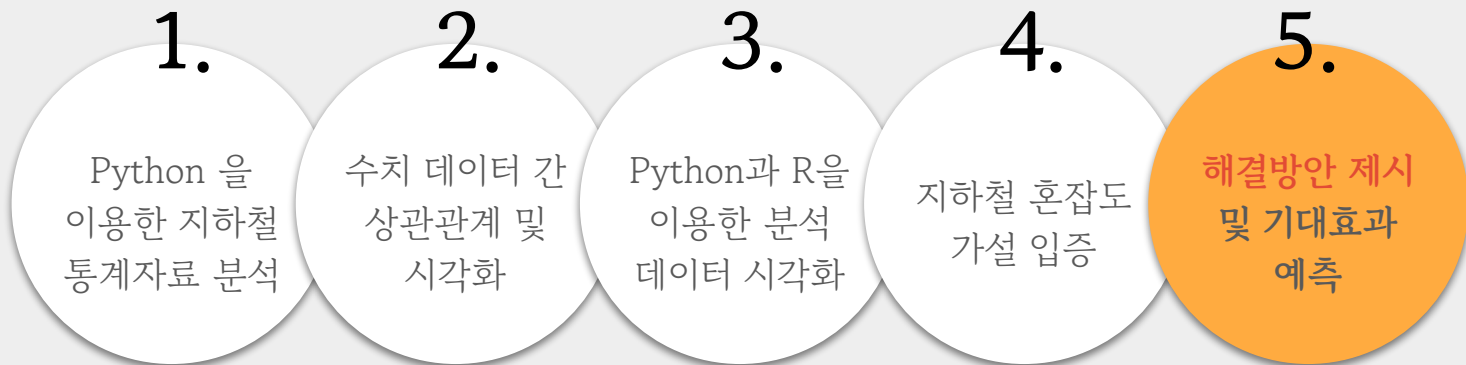 1.
Python 을
이용한 지하철
통계자료 분석
2.
수치 데이터 간
상관관계 및
시각화
3.
Python과 R을
이용한 분석
데이터 시각화
4.
지하철 혼잡도
가설 입증
5.
해결방안 제시
및 기대효과
예측